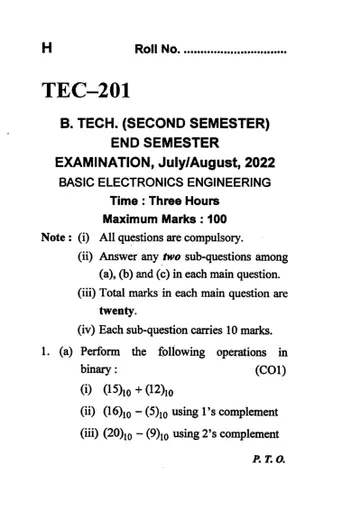 H Roll No. ..............................
TEC–201
B. TECH. (SECOND SEMESTER)
END SEMESTER
EXAMINATION, July/August, 2022
BASIC ELECTRONICS ENGINEERING
Time : Three Hours
Maximum Marks : 100
Note : (i) All questions are compulsory.
(ii) Answer any two sub-questions among
(a), (b) and (c) in each main question.
(iii) Total marks in each main question are
twenty.
(iv) Each sub-question carries 10 marks.
1. (a) Perform the following operations in
binary : (CO1)
(i) (15)₁₀ + (12)₁₀
(ii) (16)₁₀ – (5)₁₀ using 1's complement
(iii) (20)₁₀ – (9)₁₀ using 2's complement
P. T. O.